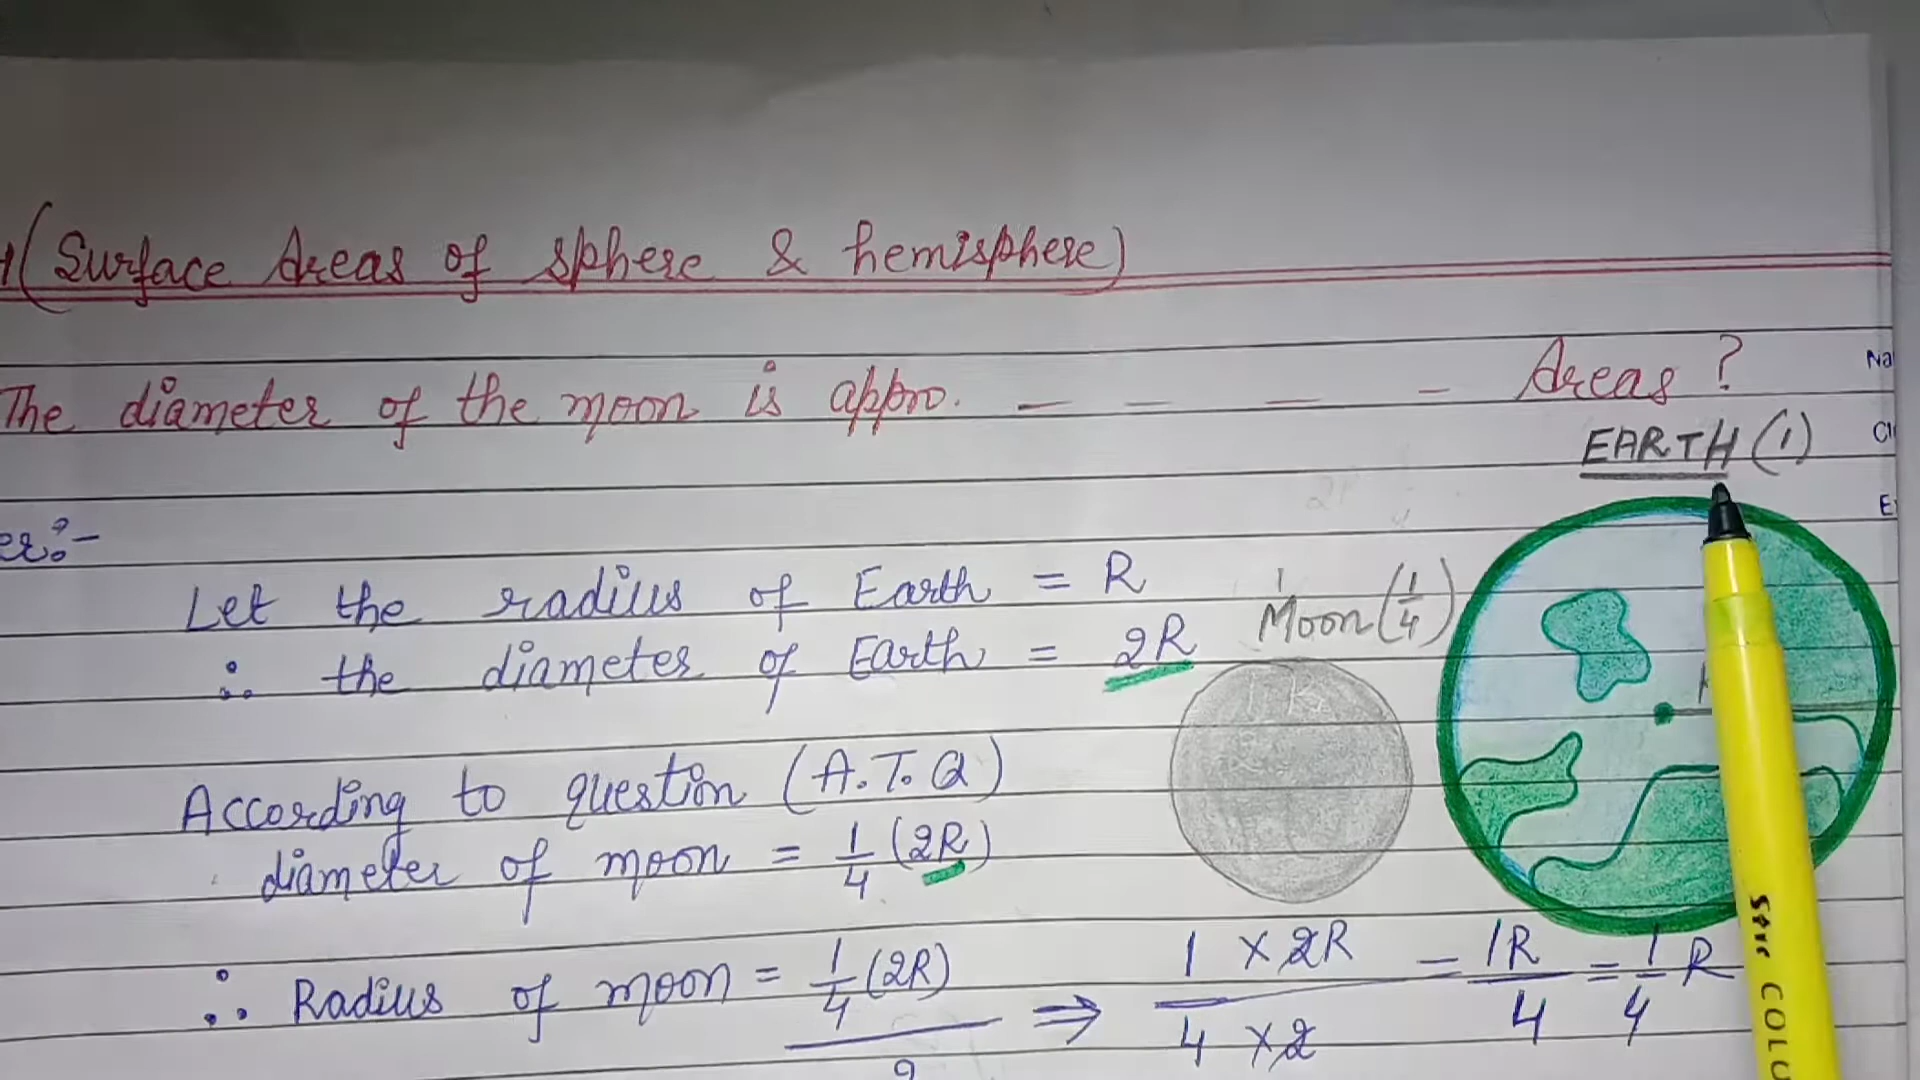 (Surface Areas of sphere & hemisphere)
The diameter of the moon is appro. — — — — Areas?
EARTH (1)
er:-
Let the radius of Earth = R
Moon (1/4)
∴ the diameter of Earth = 2R
According to question (A.T.Q)
diameter of moon = 1/4 (2R)
∴ Radius of moon = 1/4 (2R) / 2 ⇒ 1 × 2R / 4 × 2 = 1R / 4 = 1/4 R
COLU